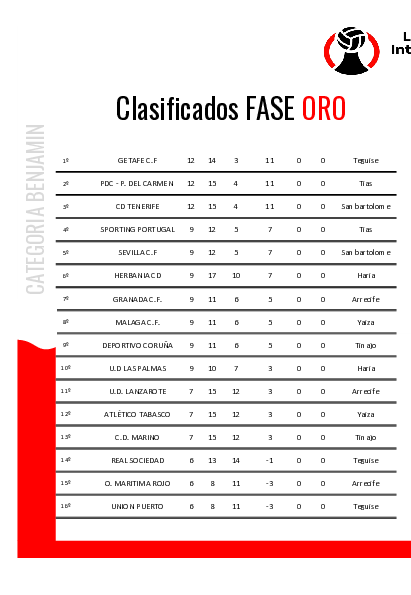 L
Int
Clasificados FASE ORO
CATEGORIA BENJAMIN
1º GETAFE C.F 12 14 3 11 0 0 Teguise
2º PDC - P. DEL CARMEN 12 15 4 11 0 0 Tías
3º CD TENERIFE 12 15 4 11 0 0 San bartolome
4º SPORTING PORTUGAL 9 12 5 7 0 0 Tías
5º SEVILLA C.F 9 12 5 7 0 0 San bartolome
6º HERBANIA CD 9 17 10 7 0 0 Haría
7º GRANADA C.F. 9 11 6 5 0 0 Arrecife
8º MALAGA C.F. 9 11 6 5 0 0 Yaiza
9º DEPORTIVO CORUÑA 9 11 6 5 0 0 Tinajo
10º U.D LAS PALMAS 9 10 7 3 0 0 Haría
11º U.D. LANZAROTE 7 15 12 3 0 0 Arrecife
12º ATLÉTICO TABASCO 7 15 12 3 0 0 Yaiza
13º C.D. MARINO 7 15 12 3 0 0 Tinajo
14º REAL SOCIEDAD 6 13 14 -1 0 0 Teguise
15º O. MARITIMA ROJO 6 8 11 -3 0 0 Arrecife
16º UNION PUERTO 6 8 11 -3 0 0 Teguise